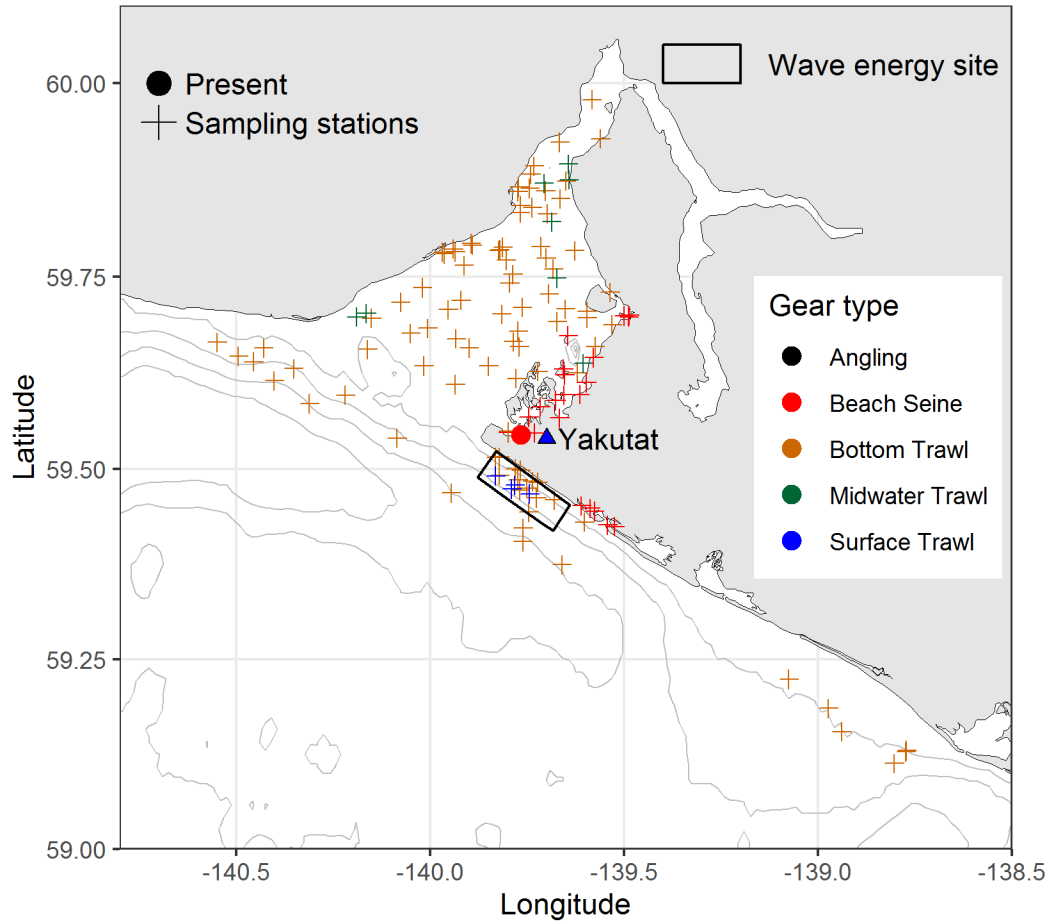 Present
Sampling stations
Wave energy site
60.00
59.75
59.50
59.25
59.00
Latitude
Yakutat
Gear type
Angling
Beach Seine
Bottom Trawl
Midwater Trawl
Surface Trawl
-140.5
-140.0
-139.5
-139.0
-138.5
Longitude